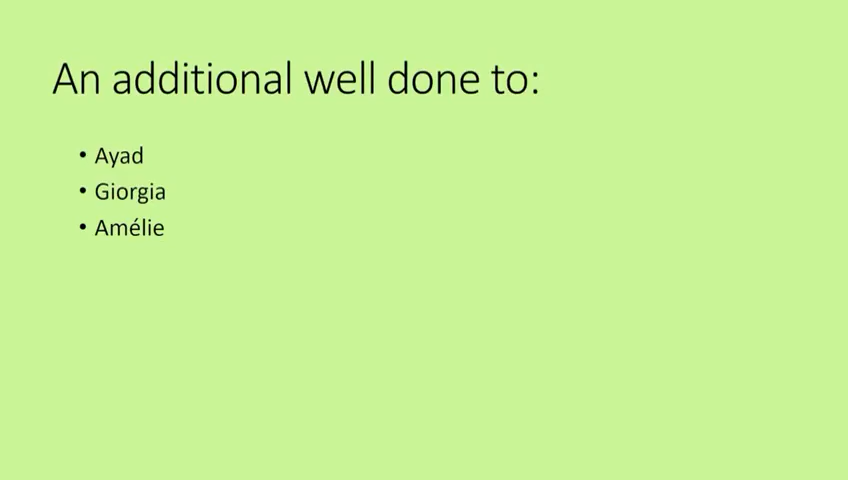 An additional well done to:
• Ayad
• Giorgia
• Amélie